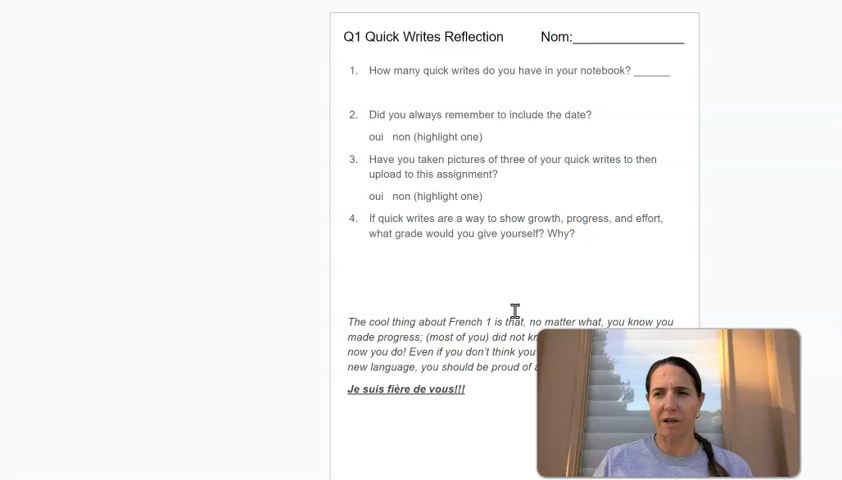 Q1 Quick Writes Reflection Nom:________________
1. How many quick writes do you have in your notebook? ______
2. Did you always remember to include the date?
oui non (highlight one)
3. Have you taken pictures of three of your quick writes to then
upload to this assignment?
oui non (highlight one)
4. If quick writes are a way to show growth, progress, and effort,
what grade would you give yourself? Why?
The cool thing about French 1 is that, no matter what, you know you
made progress; (most of you) did not
now you do! Even if you don't think you
new language, you should be proud of
Je suis fière de vous!!!